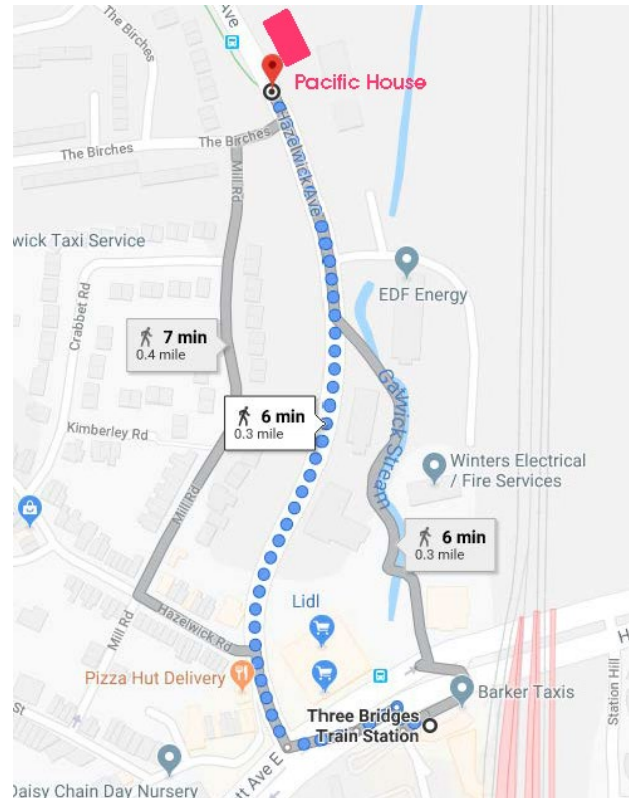 Ave
Pacific House
Hazelwick Ave
The Birches
The Birches
Mill Rd
wick Taxi Service
Crabbet Rd
EDF Energy
7 min
0.4 mile
6 min
0.3 mile
Gatwick Stream
Kimberley Rd
Winters Electrical
/ Fire Services
Mill Rd
6 min
0.3 mile
Lidl
Mill Rd
Hazelwick Rd
Pizza Hut Delivery
H
Station Hill
Barker Taxis
Three Bridges
Train Station
St
tt Ave E
Daisy Chain Day Nursery